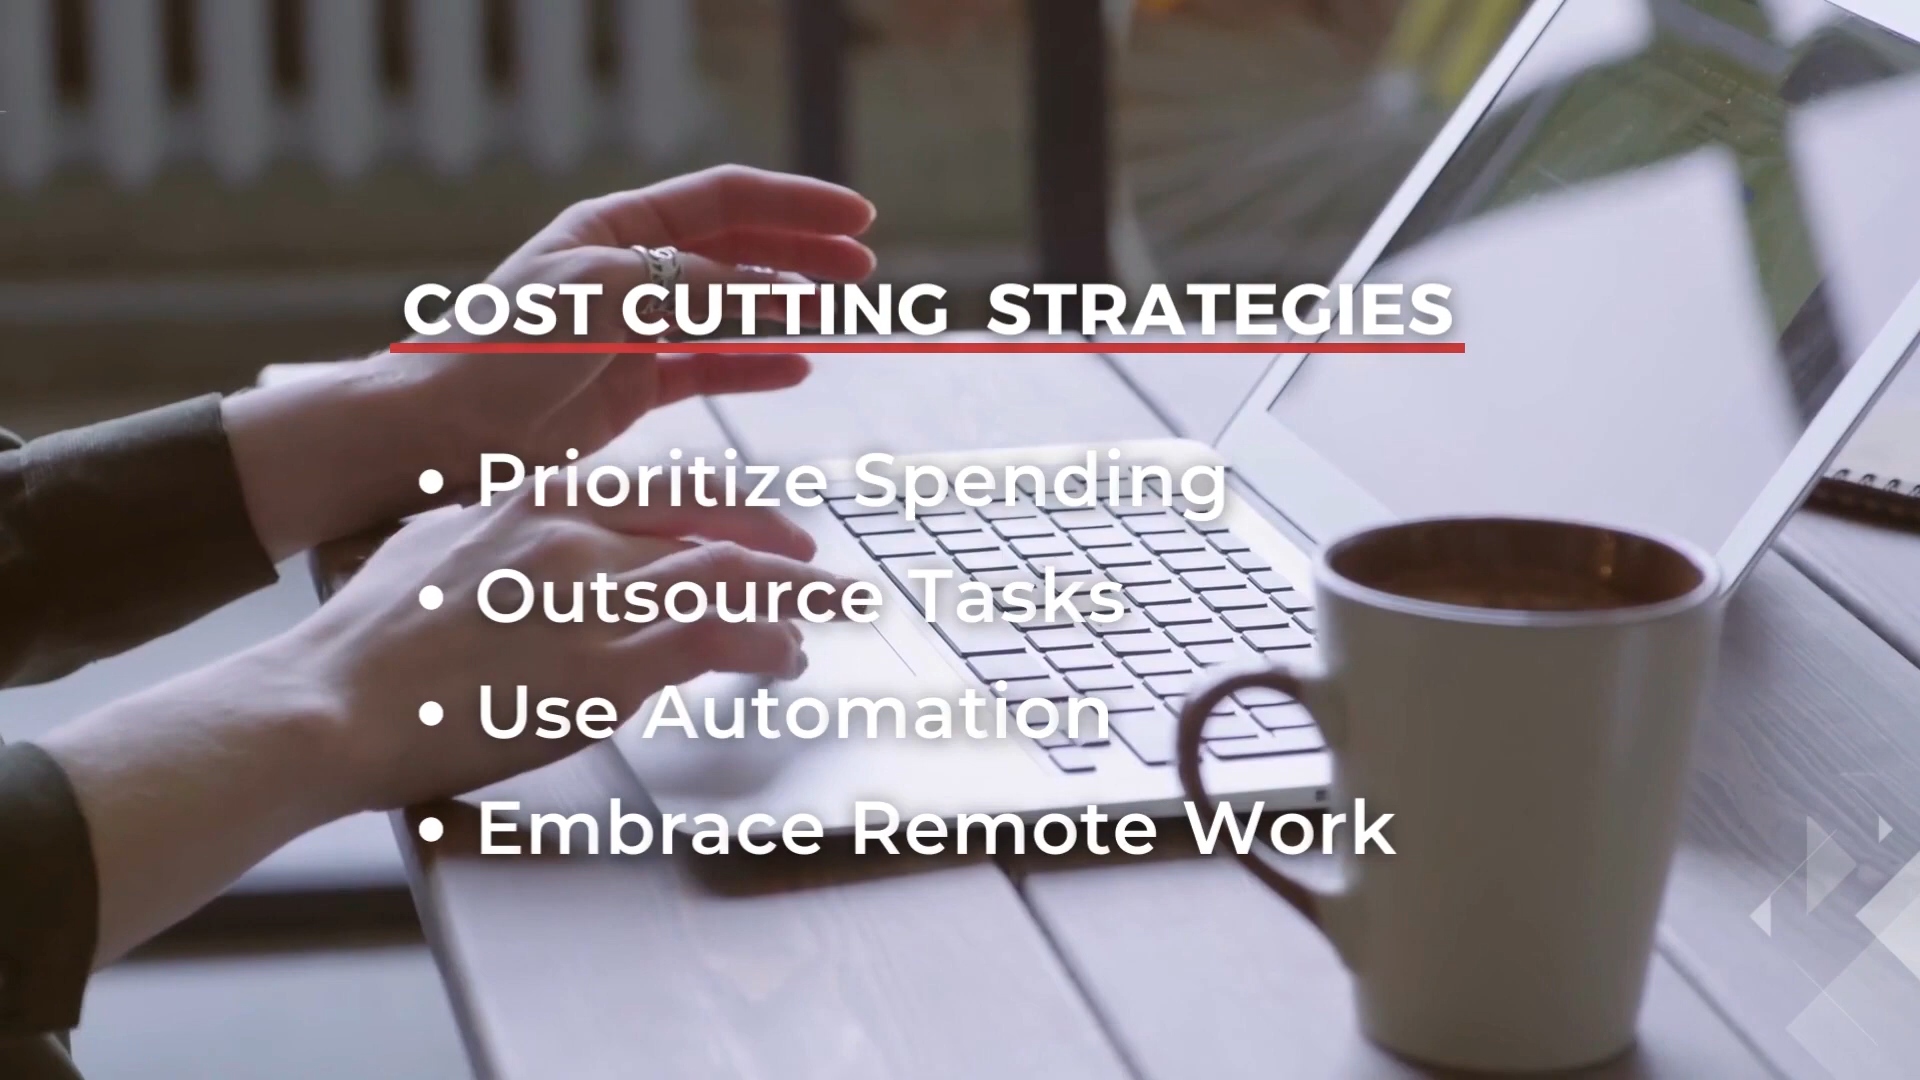 COST CUTTING STRATEGIES
• Prioritize Spending
• Outsource Tasks
• Use Automation
• Embrace Remote Work